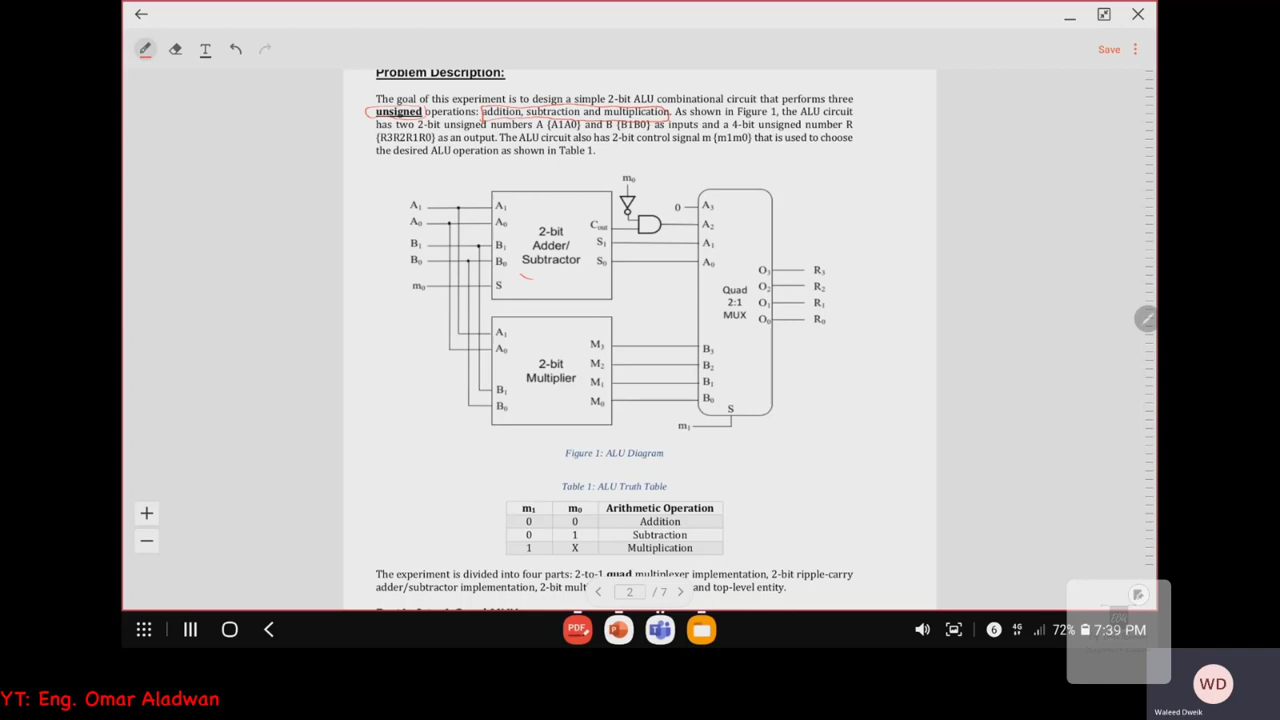 Save
Problem Description:
The goal of this experiment is to design a simple 2-bit ALU combinational circuit that performs three
unsigned operations: addition, subtraction and multiplication. As shown in Figure 1, the ALU circuit
has two 2-bit unsigned numbers A {A1A0} and B {B1B0} as inputs and a 4-bit unsigned number R
{R3R2R1R0} as an output. The ALU circuit also has 2-bit control signal m {m1m0} that is used to choose
the desired ALU operation as shown in Table 1.
m₀
A₁ A₁ 0 A₃
A₀ A₀ Cout A₂
2-bit
Adder/
Subtractor
B₁ B₁ S₁ A₁
B₀ B₀ S₀ A₀
m₀ S
O₃ R₃
O₂ R₂
O₁ R₁
O₀ R₀
Quad
2:1
MUX
A₁
A₀
2-bit
Multiplier
B₁
B₀
M₃ B₃
M₂ B₂
M₁ B₁
M₀ B₀
S
m₁
Figure 1: ALU Diagram
Table 1: ALU Truth Table
m₁ m₀ Arithmetic Operation
0 0 Addition
0 1 Subtraction
1 X Multiplication
The experiment is divided into four parts: 2-to-1 quad multiplexer implementation, 2-bit ripple-carry
adder/subtractor implementation, 2-bit mult and top-level entity.
2 / 7
PDF
6 4G 72% 7:39 PM
YT: Eng. Omar Aladwan
WD
Waleed Dweik